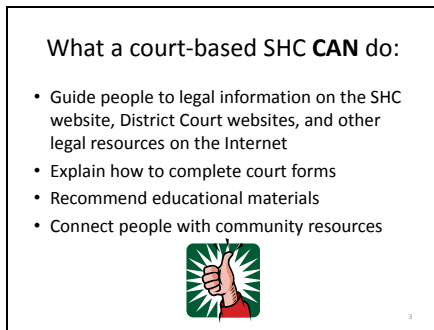 What a court-based SHC CAN do:
• Guide people to legal information on the SHC
website, District Court websites, and other
legal resources on the Internet
• Explain how to complete court forms
• Recommend educational materials
• Connect people with community resources
3